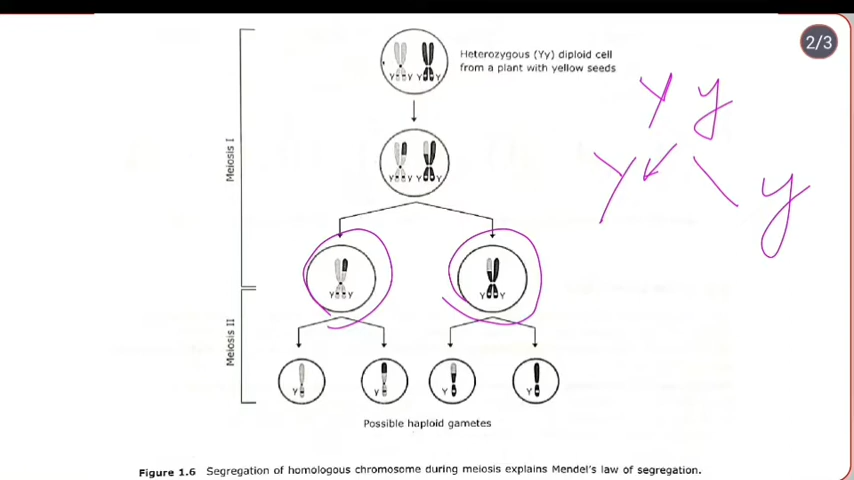 2/3
Heterozygous (Yy) diploid cell
from a plant with yellow seeds
Y Y Y Y
Y y
Meiosis I
Y Y Y Y
Y y
Y Y
Y Y
Meiosis II
Y
Y
Y
Y
Possible haploid gametes
Figure 1.6 Segregation of homologous chromosome during meiosis explains Mendel's law of segregation.